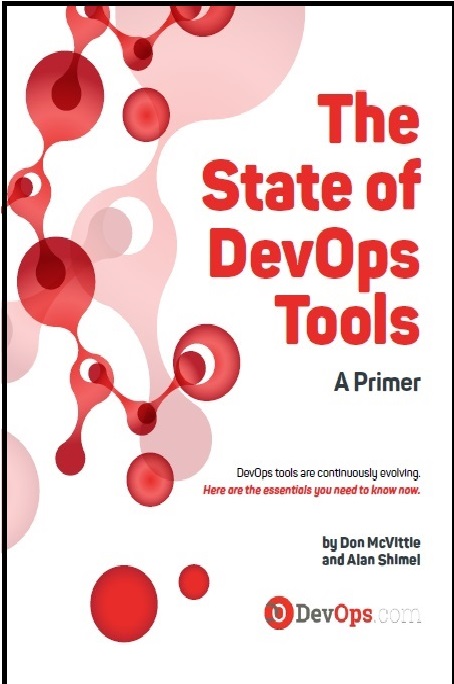 The
State of
DevOps
Tools
A Primer
DevOps tools are continuously evolving.
Here are the essentials you need to know now.
by Don McVittie
and Alan Shimel
DevOps.com